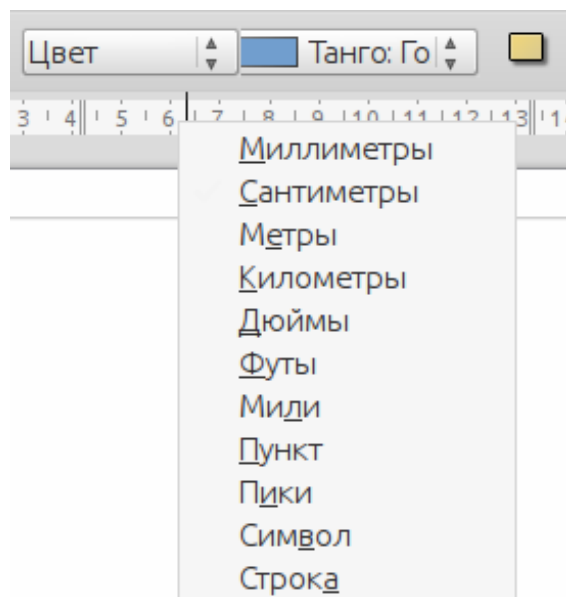 Цвет Танго: Го
3 4 5 6 7 8 9 10 11 12 13 1
Миллиметры
Сантиметры
Метры
Километры
Дюймы
Футы
Мили
Пункт
Пики
Символ
Строка